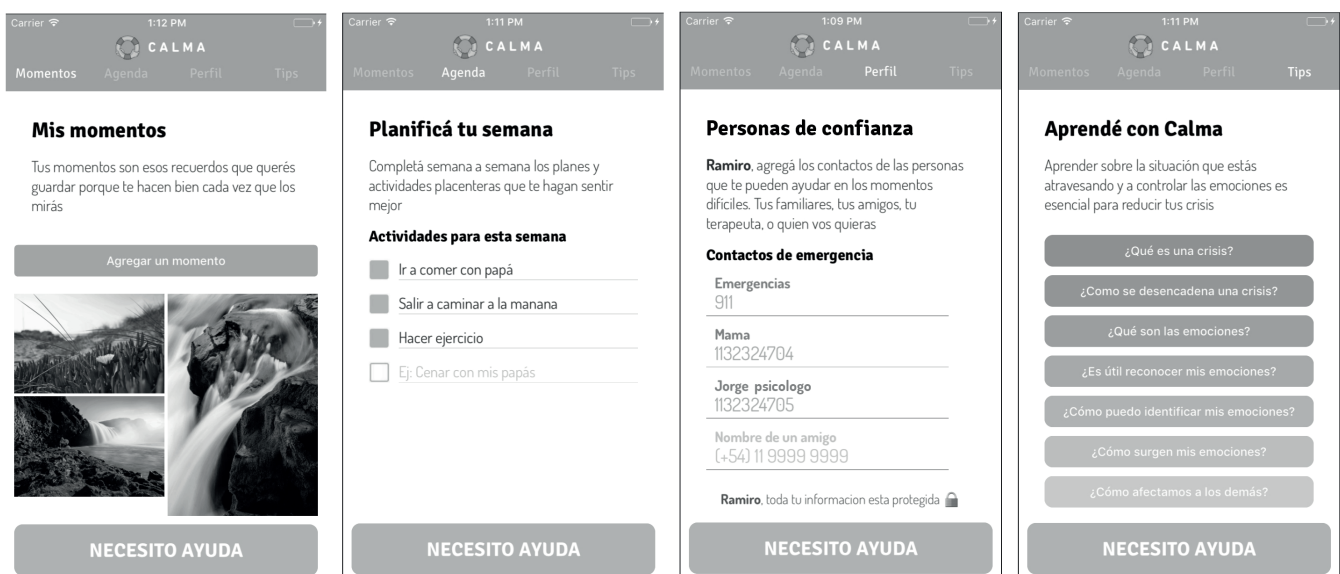 Carrier 1:12 PM
CALMA
Momentos Agenda Perfil Tips
Mis momentos
Tus momentos son esos recuerdos que querés
guardar porque te hacen bien cada vez que los
mirás
Agregar un momento
NECESITO AYUDA
Carrier 1:11 PM
CALMA
Momentos Agenda Perfil Tips
Planificá tu semana
Completá semana a semana los planes y
actividades placenteras que te hagan sentir
mejor
Actividades para esta semana
Ir a comer con papá
Salir a caminar a la manana
Hacer ejercicio
Ej: Cenar con mis papás
NECESITO AYUDA
Carrier 1:09 PM
CALMA
Momentos Agenda Perfil Tips
Personas de confianza
Ramiro, agregá los contactos de las personas
que te pueden ayudar en los momentos
difíciles. Tus familiares, tus amigos, tu
terapeuta, o quien vos quieras
Contactos de emergencia
Emergencias
911
Mama
1132324704
Jorge psicologo
1132324705
Nombre de un amigo
(+54) 11 9999 9999
Ramiro, toda tu informacion esta protegida
NECESITO AYUDA
Carrier 1:11 PM
CALMA
Momentos Agenda Perfil Tips
Aprendé con Calma
Aprender sobre la situación que estás
atravesando y a controlar las emociones es
esencial para reducir tus crisis
¿Qué es una crisis?
¿Como se desencadena una crisis?
¿Qué son las emociones?
¿Es útil reconocer mis emociones?
¿Cómo puedo identificar mis emociones?
¿Cómo surgen mis emociones?
¿Cómo afectamos a los demás?
NECESITO AYUDA